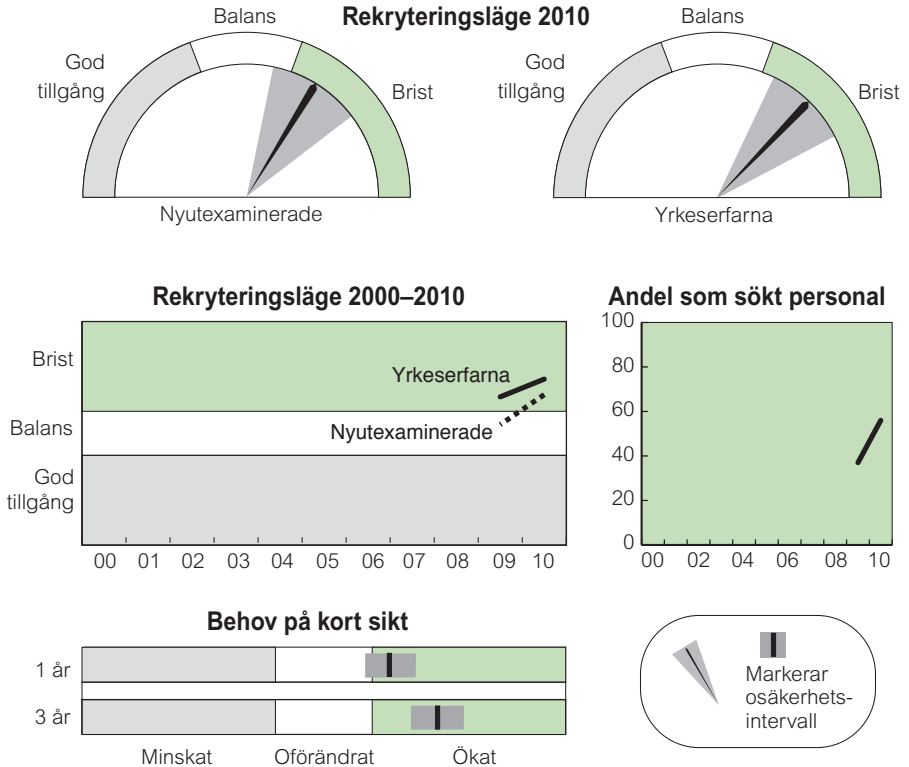 Rekryteringsläge 2010
Balans
God
tillgång
Brist
Nyutexaminerade
Balans
God
tillgång
Brist
Yrkeserfarna
Rekryteringsläge 2000–2010
Brist
Balans
God
tillgång
Yrkeserfarna
Nyutexaminerade
00 01 02 03 04 05 06 07 08 09 10
Andel som sökt personal
100
80
60
40
20
0
00 02 04 06 08 10
Behov på kort sikt
1 år
3 år
Minskat Oförändrat Ökat
Markerar
osäkerhets-
intervall